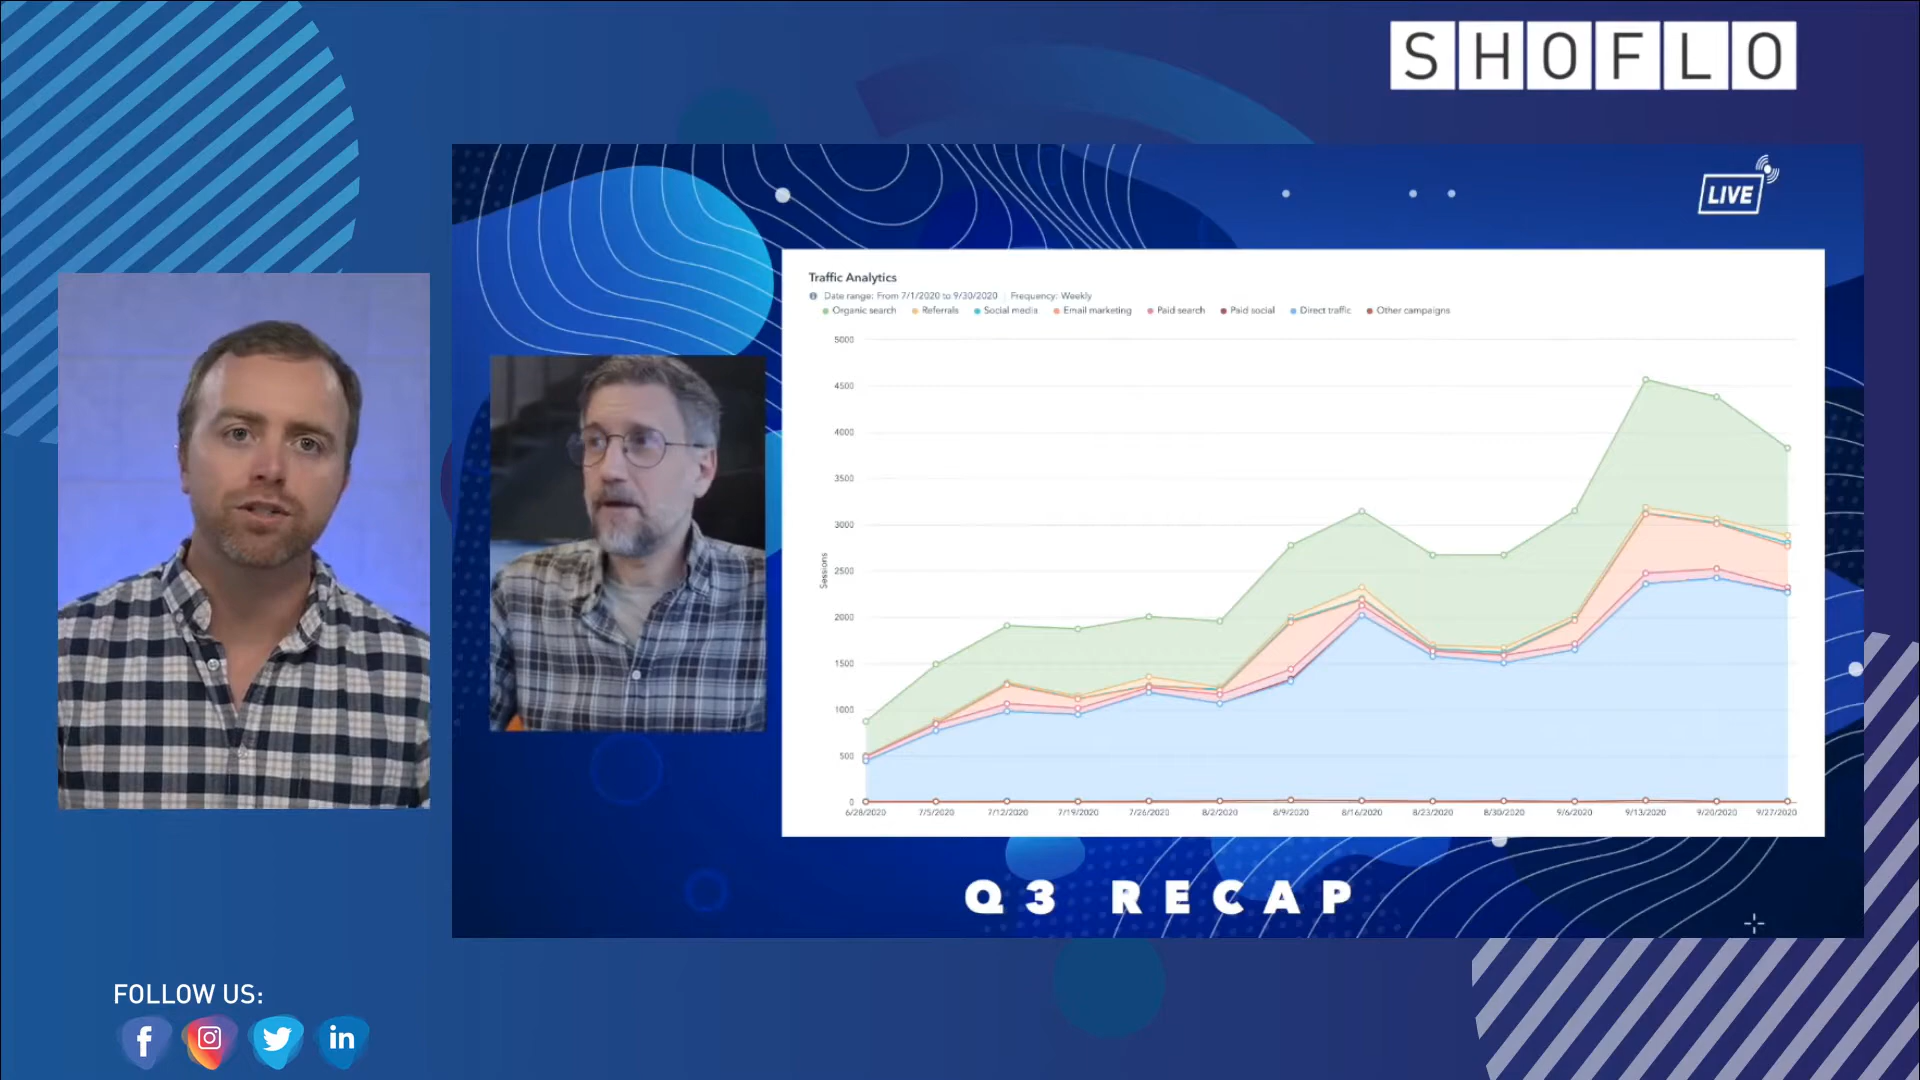 SHOFLO
LIVE
Traffic Analytics
Date range: From 7/1/2020 to 9/30/2020 | Frequency: Weekly
Organic search Referrals Social media Email marketing Paid search Paid social Direct traffic Other campaigns
5000
4500
4000
3500
3000
2500
2000
1500
1000
500
0
Sessions
6/28/2020 7/5/2020 7/12/2020 7/19/2020 7/26/2020 8/2/2020 8/9/2020 8/16/2020 8/23/2020 8/30/2020 9/6/2020 9/13/2020 9/20/2020 9/27/2020
Q3 RECAP
FOLLOW US:
f in